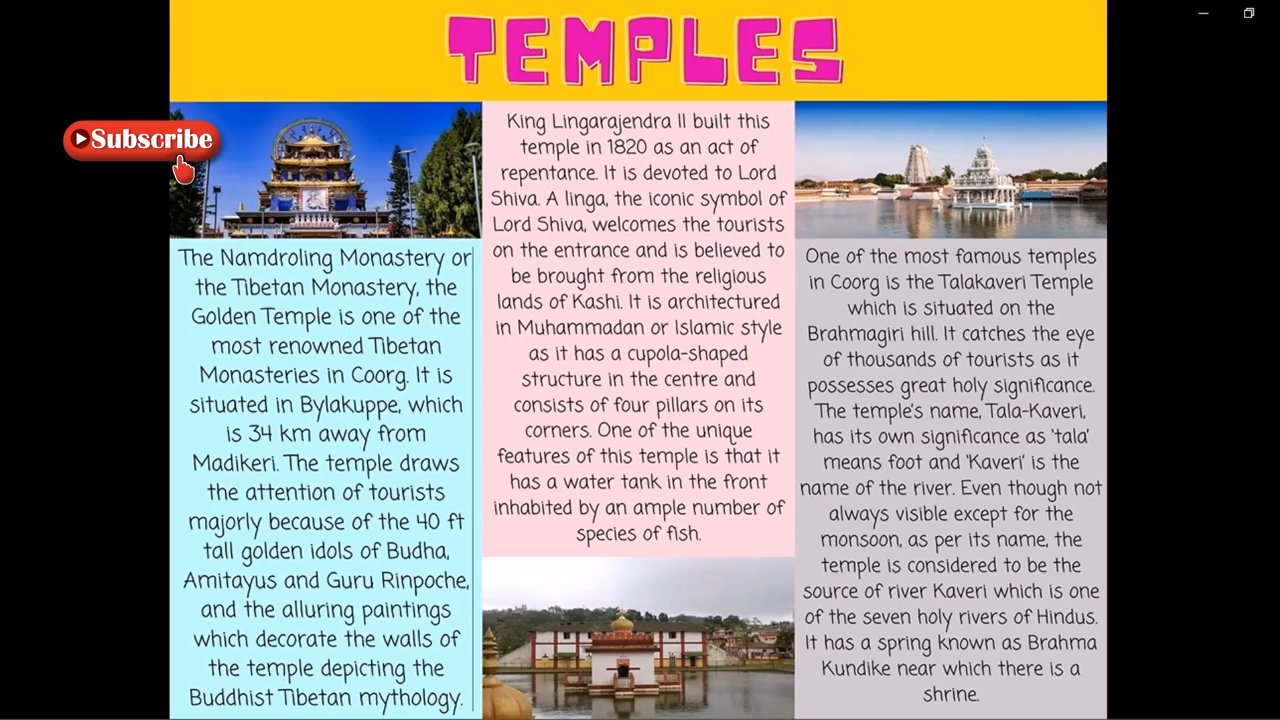 TEMPLES
Subscribe
The Namdroling Monastery or
the Tibetan Monastery, the
Golden Temple is one of the
most renowned Tibetan
Monasteries in Coorg. It is
situated in Bylakuppe, which
is 34 km away from
Madikeri. The temple draws
the attention of tourists
majorly because of the 40 ft
tall golden idols of Budha,
Amitayus and Guru Rinpoche,
and the alluring paintings
which decorate the walls of
the temple depicting the
Buddhist Tibetan mythology.
King Lingarajendra II built this
temple in 1820 as an act of
repentance. It is devoted to Lord
Shiva. A linga, the iconic symbol of
Lord Shiva, welcomes the tourists
on the entrance and is believed to
be brought from the religious
lands of Kashi. It is architectured
in Muhammadan or Islamic style
as it has a cupola-shaped
structure in the centre and
consists of four pillars on its
corners. One of the unique
features of this temple is that it
has a water tank in the front
inhabited by an ample number of
species of fish.
One of the most famous temples
in Coorg is the Talakaveri Temple
which is situated on the
Brahmagiri hill. It catches the eye
of thousands of tourists as it
possesses great holy significance.
The temple's name, Tala-Kaveri,
has its own significance as 'tala'
means foot and 'Kaveri' is the
name of the river. Even though not
always visible except for the
monsoon, as per its name, the
temple is considered to be the
source of river Kaveri which is one
of the seven holy rivers of Hindus.
It has a spring known as Brahma
Kundike near which there is a
shrine.